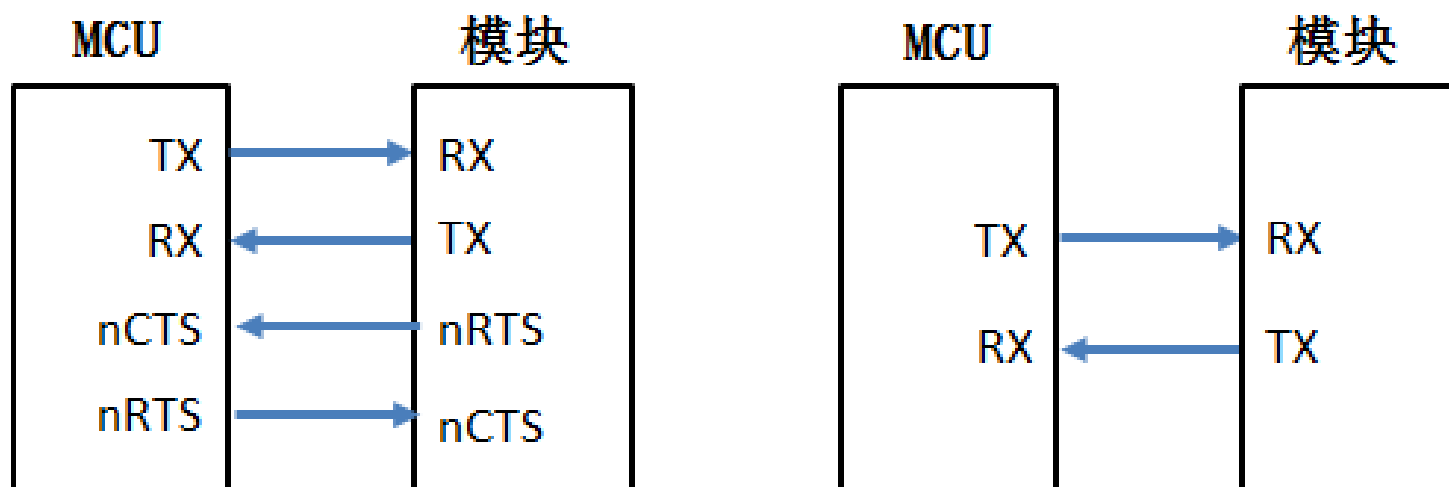 MCU 模块
TX RX
RX TX
nCTS nRTS
nRTS nCTS
MCU 模块
TX RX
RX TX